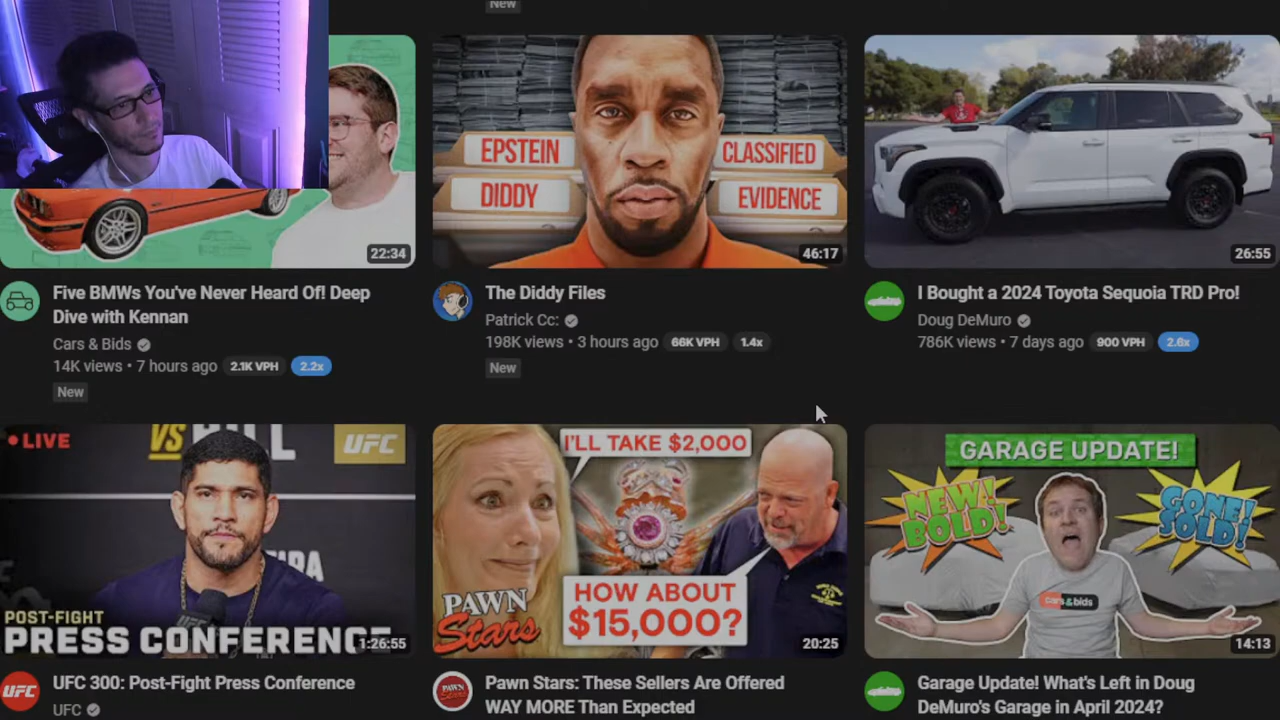 New
EPSTEIN
CLASSIFIED
DIDDY
EVIDENCE
22:34
46:17
26:55
Five BMWs You've Never Heard Of! Deep
Dive with Kennan
Cars & Bids
14K views • 7 hours ago 2.1K VPH 2.2x
New
The Diddy Files
Patrick Cc:
198K views • 3 hours ago 66K VPH 1.4x
New
I Bought a 2024 Toyota Sequoia TRD Pro!
Doug DeMuro
786K views • 7 days ago 900 VPH 2.6x
LIVE
VS
UFC
POST-FIGHT
PRESS CONFERENCE
1:26:55
I'LL TAKE $2,000
HOW ABOUT
$15,000?
PAWN
Stars
20:25
GARAGE UPDATE!
NEW!
BOLD!
GONE!
SOLD!
cars&bids
14:13
UFC
UFC 300: Post-Fight Press Conference
UFC
PAWN
Stars
Pawn Stars: These Sellers Are Offered
WAY MORE Than Expected
Garage Update! What's Left in Doug
DeMuro's Garage in April 2024?